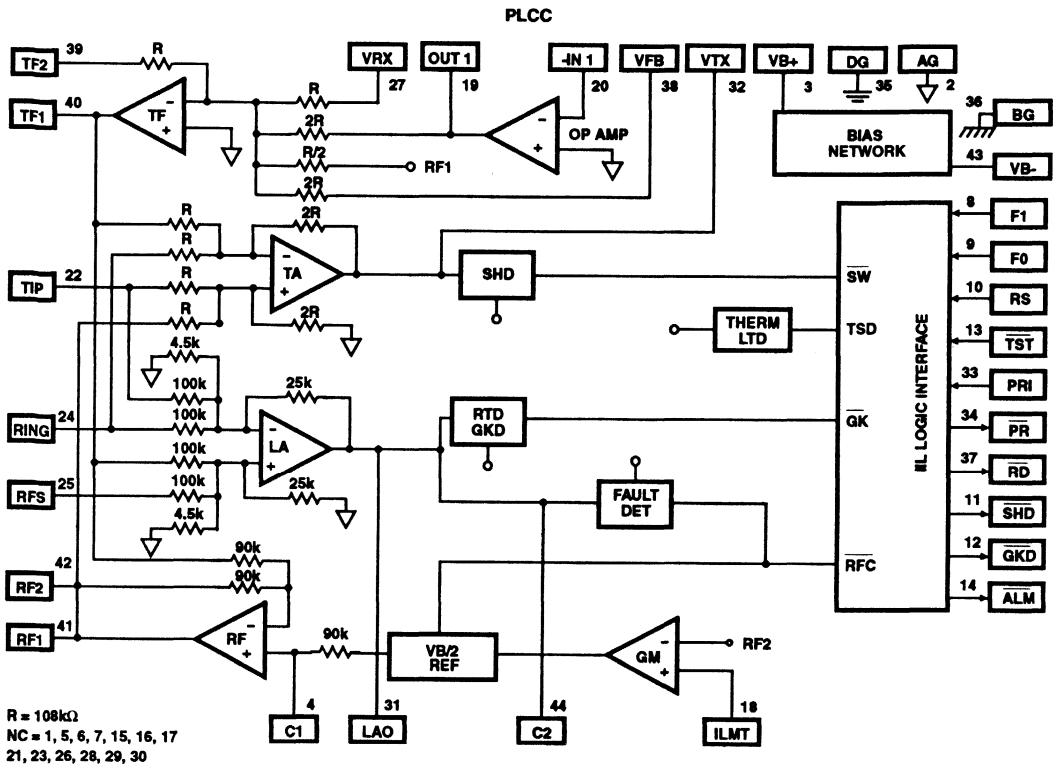 PLCC
TF2 39 R VRX 27 OUT 1 19 -IN 1 20 VFB 38 VTX 32 VB+ 3 DG 35 AG 2
TF1 40 TF - + R 2R R/2 2R RF1 OP AMP - +
BIAS NETWORK
36 BG
43 VB-
R R R R 2R TA - + 2R
TIP 22
SHD
THERM LTD
4.5k 100k 100k 100k 100k 4.5k
25k LA - + 25k
RING 24
RFS 25
RTD GKD
FAULT DET
SW
TSD
GK
RFC
IIL LOGIC INTERFACE
8 F1
9 F0
10 RS
13 TST
33 PRI
34 PR
37 RD
11 SHD
12 GKD
14 ALM
90k
90k
RF2 42
RF1 41
RF - +
90k
VB/2 REF
GM - +
RF2
4 C1
31 LAO
44 C2
18 ILMT
R = 108kΩ
NC = 1, 5, 6, 7, 15, 16, 17
21, 23, 26, 28, 29, 30